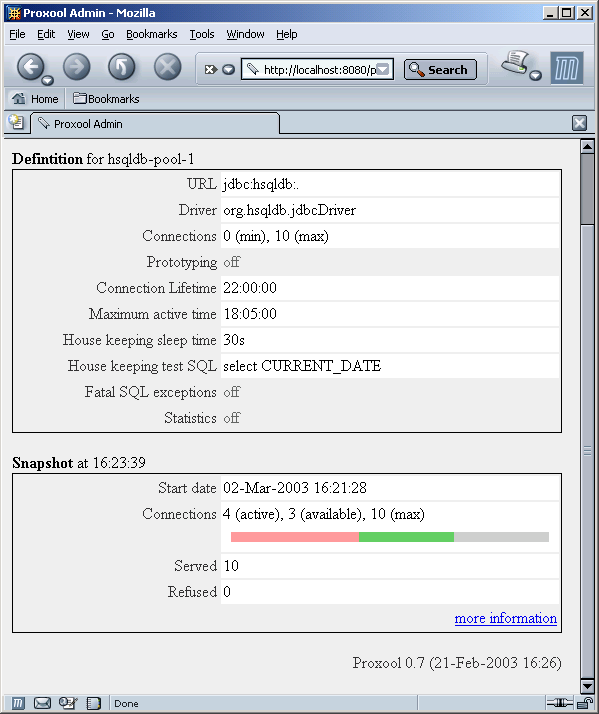 Proxool Admin - Mozilla
File Edit View Go Bookmarks Tools Window Help
http://localhost:8080/p Search
Home Bookmarks
Proxool Admin
Defintition for hsqldb-pool-1
URL jdbc:hsqldb:.
Driver org.hsqldb.jdbcDriver
Connections 0 (min), 10 (max)
Prototyping off
Connection Lifetime 22:00:00
Maximum active time 18:05:00
House keeping sleep time 30s
House keeping test SQL select CURRENT_DATE
Fatal SQL exceptions off
Statistics off
Snapshot at 16:23:39
Start date 02-Mar-2003 16:21:28
Connections 4 (active), 3 (available), 10 (max)
Served 10
Refused 0
more information
Proxool 0.7 (21-Feb-2003 16:26)
Done